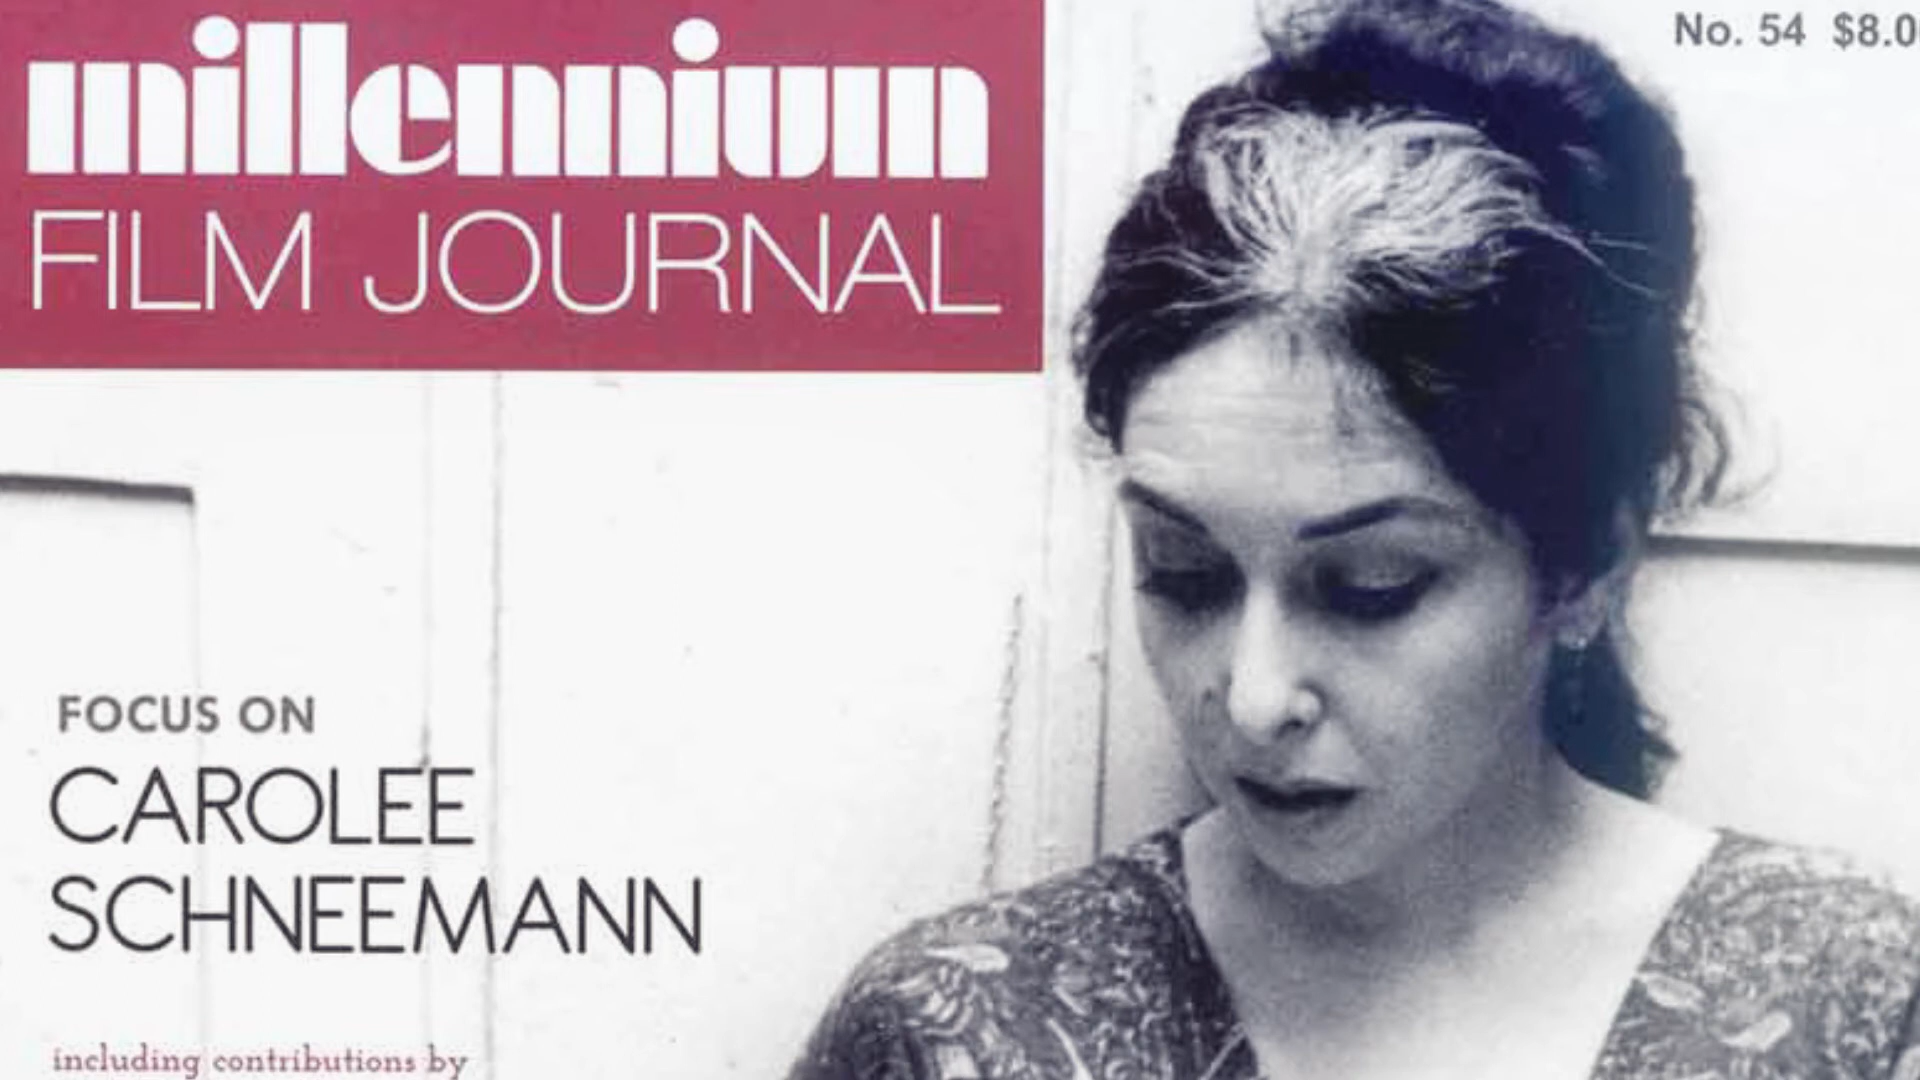 millennium
FILM JOURNAL
No. 54 $8.0
FOCUS ON
CAROLEE
SCHNEEMANN
including contributions by